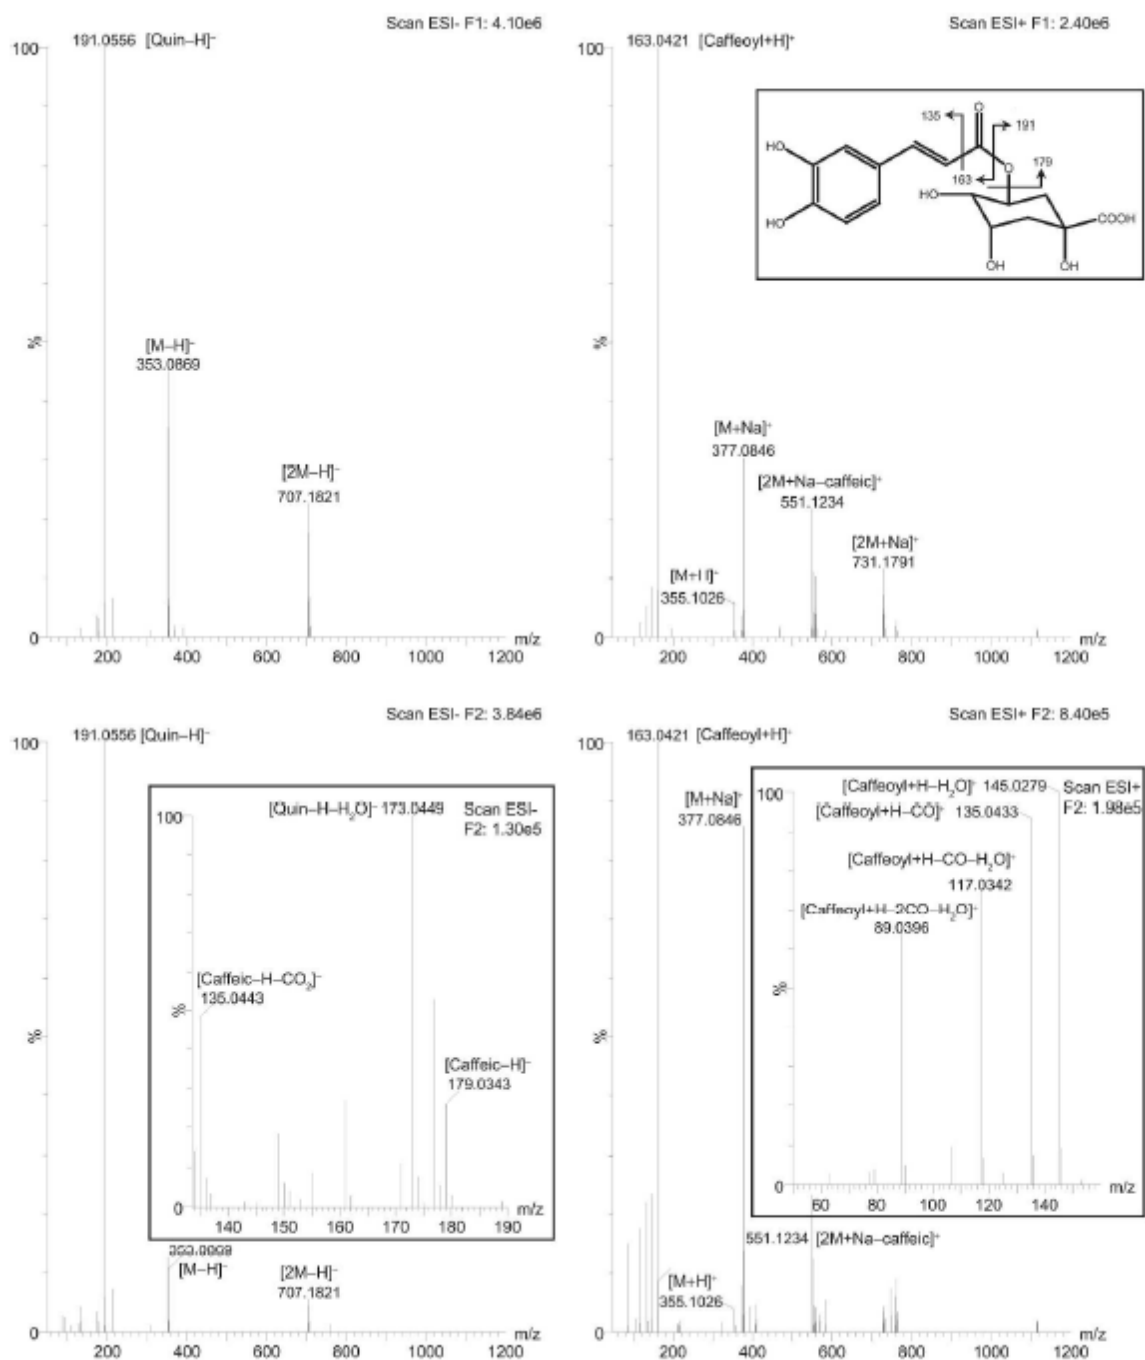 Scan ESI- F1: 4.10e6
191.0556 [Quin–H]⁻
100
[M–H]⁻
353.0869
%
[2M–H]⁻
707.1821
0
m/z
200 400 600 800 1000 1200
Scan ESI+ F1: 2.40e6
163.0421 [Caffeoyl+H]⁺
100
135
O
191
HO
163
O
179
HO
HO
COOH
OH
OH
%
[M+Na]⁺
377.0846
[2M+Na–caffeic]⁺
551.1234
[2M+Na]⁺
731.1791
355.1026
0
m/z
200 400 600 800 1000 1200
Scan ESI- F2: 3.84e6
191.0556 [Quin–H]⁻
100
[Quin–H–H₂O]⁻ 173.0449
Scan ESI-
F2: 1.30e5
100
[Caffeic–H–CO₂]⁻
135.0443
%
[Caffeic–H]⁻
179.0343
0
m/z
140 150 160 170 180 190
%
[M–H]⁻
[2M–H]⁻
707.1821
0
m/z
200 400 600 800 1000 1200
Scan ESI+ F2: 8.40e5
163.0421 [Caffeoyl+H]⁺
100
[M+Na]⁺
377.0846
[Caffeoyl+H–H₂O]⁺ 145.0279
Scan ESI+
F2: 1.98e5
100
[Caffeoyl+H–CO]⁺ 135.0433
[Caffeoyl+H–CO–H₂O]⁺
117.0342
[Caffeoyl+H–2CO–H₂O]⁺
89.0396
%
0
m/z
60 80 100 120 140
%
551.1234 [2M+Na–caffeic]⁺
[M+H]⁺
355.1026
0
m/z
200 400 600 800 1000 1200